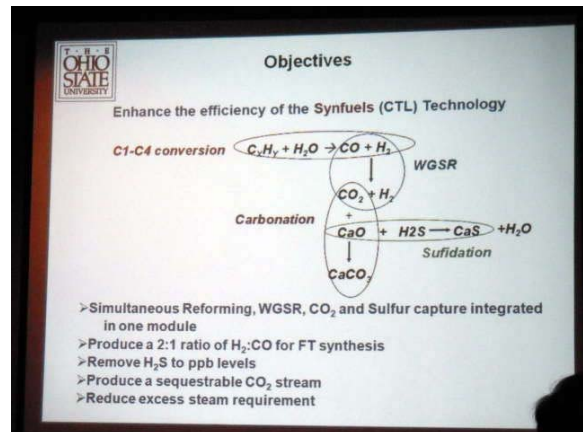 T · H · E
OHIO
STATE
UNIVERSITY
Objectives
Enhance the efficiency of the Synfuels (CTL) Technology
C1-C4 conversion CₓHᵧ + H₂O → CO + H₂
WGSR
CO₂ + H₂
Carbonation +
CaO + H2S → CaS +H₂O
Sufidation
CaCO₃
➢Simultaneous Reforming, WGSR, CO₂ and Sulfur capture integrated
in one module
➢Produce a 2:1 ratio of H₂:CO for FT synthesis
➢Remove H₂S to ppb levels
➢Produce a sequestrable CO₂ stream
➢Reduce excess steam requirement